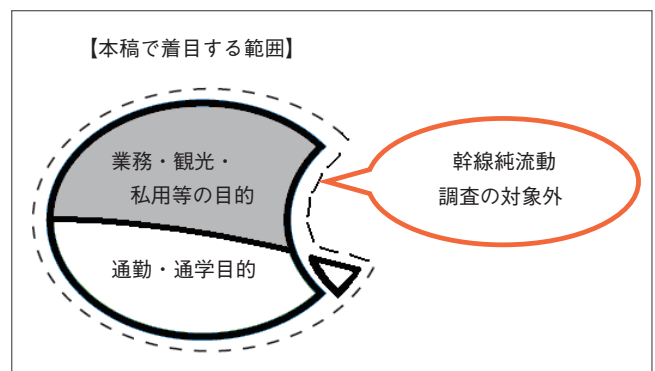 【本稿で着目する範囲】
業務・観光・
私用等の目的
通勤・通学目的
幹線純流動
調査の対象外